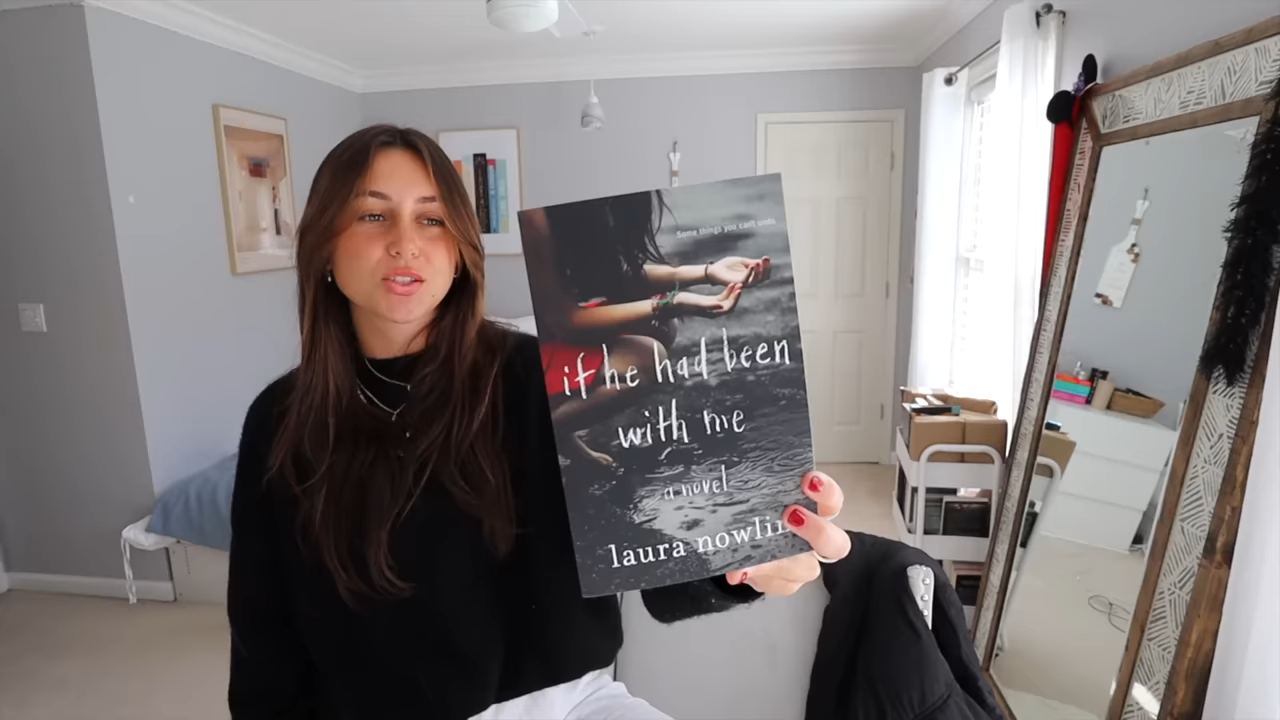 Some things you can't undo
if he had been
with me
a novel
laura nowlin